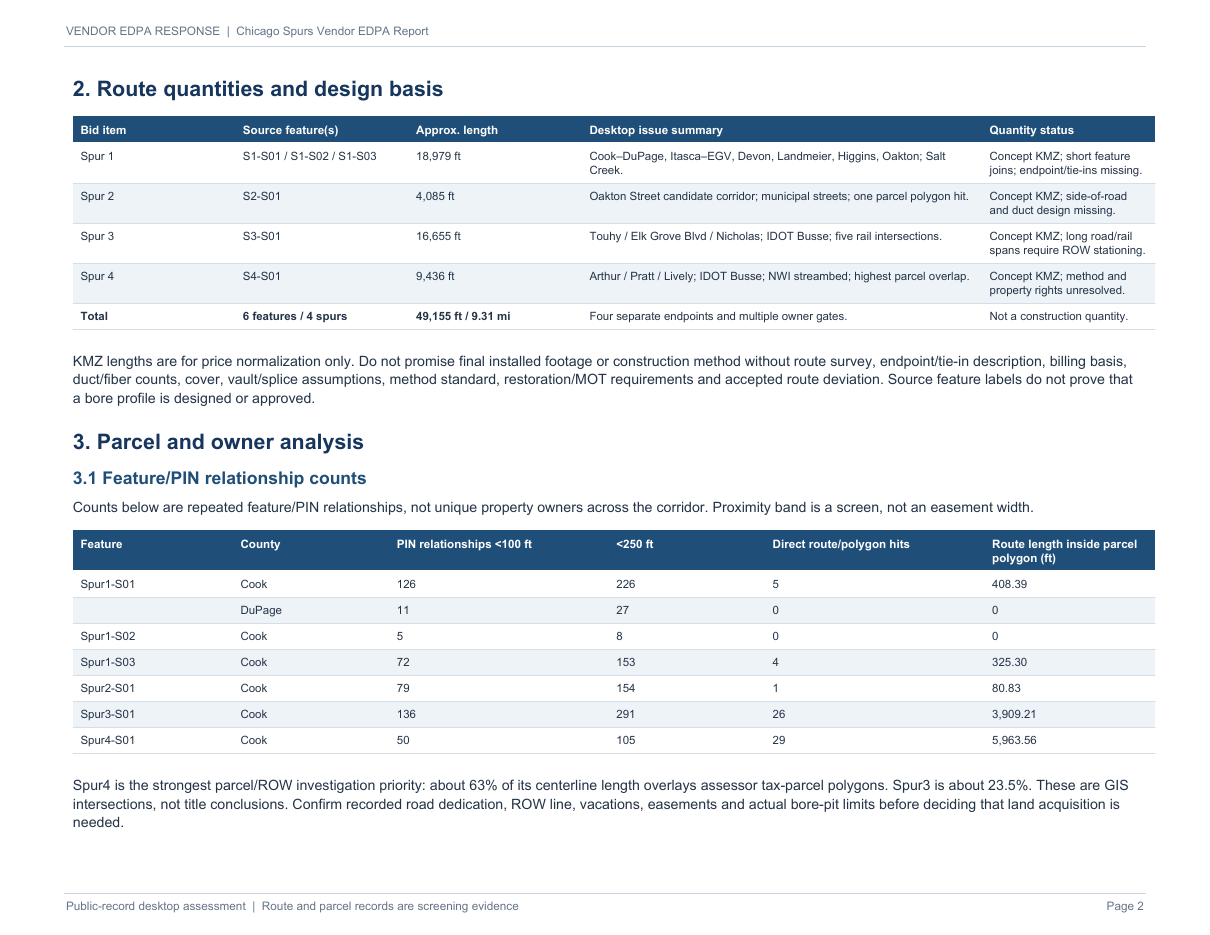 VENDOR EDPA RESPONSE | Chicago Spurs Vendor EDPA Report
2. Route quantities and design basis
Bid item Source feature(s) Approx. length Desktop issue summary Quantity status
Spur 1 S1-S01 / S1-S02 / S1-S03 18,979 ft Cook–DuPage, Itasca–EGV, Devon, Landmeier, Higgins, Oakton; Salt Concept KMZ; short feature
Creek. joins; endpoint/tie-ins missing.
Spur 2 S2-S01 4,085 ft Oakton Street candidate corridor; municipal streets; one parcel polygon hit. Concept KMZ; side-of-road
and duct design missing.
Spur 3 S3-S01 16,655 ft Touhy / Elk Grove Blvd / Nicholas; IDOT Busse; five rail intersections. Concept KMZ; long road/rail
spans require ROW stationing.
Spur 4 S4-S01 9,436 ft Arthur / Pratt / Lively; IDOT Busse; NWI streambed; highest parcel overlap. Concept KMZ; method and
property rights unresolved.
Total 6 features / 4 spurs 49,155 ft / 9.31 mi Four separate endpoints and multiple owner gates. Not a construction quantity.
KMZ lengths are for price normalization only. Do not promise final installed footage or construction method without route survey, endpoint/tie-in description, billing basis,
duct/fiber counts, cover, vault/splice assumptions, method standard, restoration/MOT requirements and accepted route deviation. Source feature labels do not prove that
a bore profile is designed or approved.
3. Parcel and owner analysis
3.1 Feature/PIN relationship counts
Counts below are repeated feature/PIN relationships, not unique property owners across the corridor. Proximity band is a screen, not an easement width.
Feature County PIN relationships <100 ft <250 ft Direct route/polygon hits Route length inside parcel
polygon (ft)
Spur1-S01 Cook 126 226 5 408.39
DuPage 11 27 0 0
Spur1-S02 Cook 5 8 0 0
Spur1-S03 Cook 72 153 4 325.30
Spur2-S01 Cook 79 154 1 80.83
Spur3-S01 Cook 136 291 26 3,909.21
Spur4-S01 Cook 50 105 29 5,963.56
Spur4 is the strongest parcel/ROW investigation priority: about 63% of its centerline length overlays assessor tax-parcel polygons. Spur3 is about 23.5%. These are GIS
intersections, not title conclusions. Confirm recorded road dedication, ROW line, vacations, easements and actual bore-pit limits before deciding that land acquisition is
needed.
Public-record desktop assessment | Route and parcel records are screening evidence Page 2